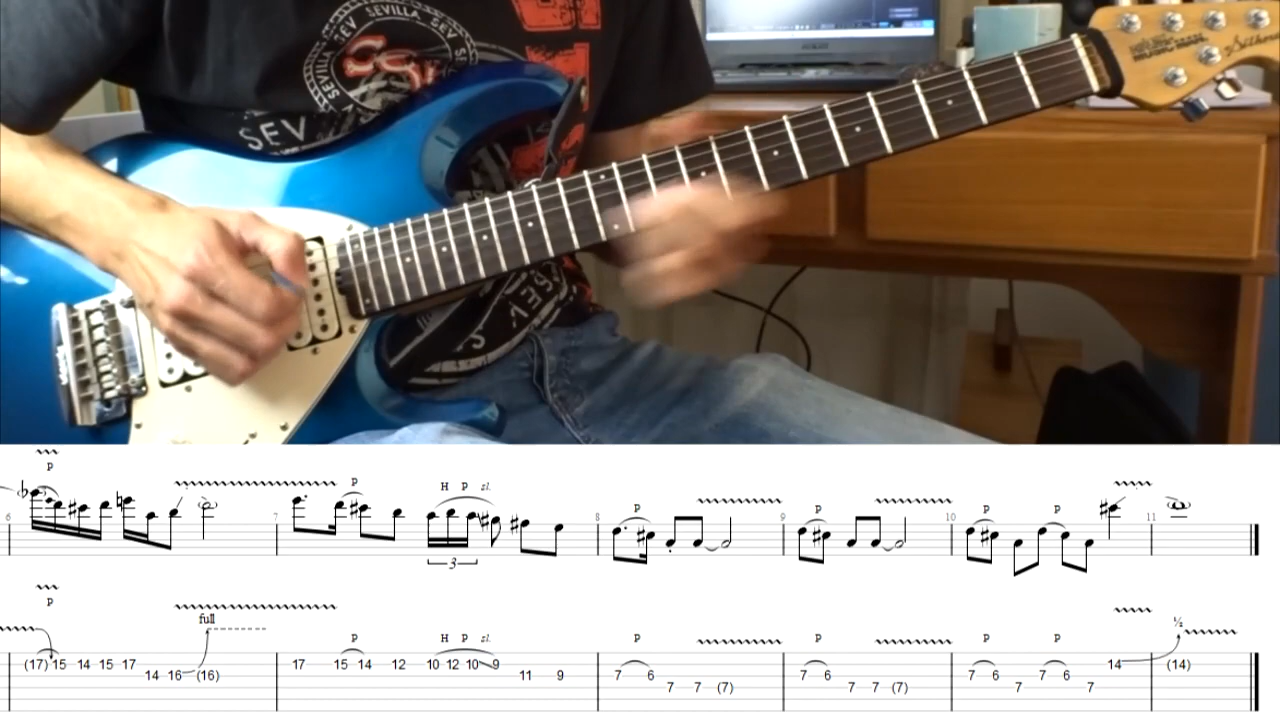 SEVILLA
SEV
SEV
p
6
7
p
H P sl.
3
8
p
9
p
10
p p
11
p
full
(17) 15 14 15 17 14 16 (16)
p
17 15 14 12
H P sl.
10 12 10 9 11 9
p
7 6 7 7 (7)
p
7 6 7 7 (7)
p p
7 6 7 7 6 7 14
½
(14)